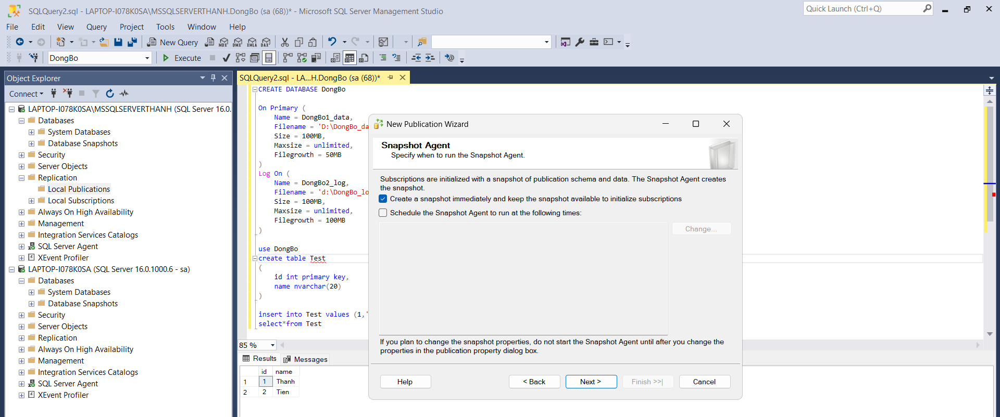 SQLQuery2.sql - LAPTOP-I078K0SA\MSSQLSERVERTHANH.DongBo (sa (68))* - Microsoft SQL Server Management Studio
Quick Launch (Ctrl+Q)
File Edit View Query Project Tools Window Help
New Query
MDX DMX XMLA DAX
DongBo
Execute
Object Explorer
Connect
LAPTOP-I078K0SA\MSSQLSERVERTHANH (SQL Server 16.0.
Databases
System Databases
Database Snapshots
Security
Server Objects
Replication
Local Publications
Local Subscriptions
Always On High Availability
Management
Integration Services Catalogs
SQL Server Agent
XEvent Profiler
LAPTOP-I078K0SA (SQL Server 16.0.1000.6 - sa)
Databases
System Databases
Database Snapshots
Security
Server Objects
Replication
Always On High Availability
Management
Integration Services Catalogs
SQL Server Agent
XEvent Profiler
SQLQuery2.sql - LA...H.DongBo (sa (68))*
CREATE DATABASE DongBo
On Primary (
Name = DongBo1_data,
Filename = 'D:\DongBo_da
Size = 100MB,
Maxsize = unlimited,
Filegrowth = 50MB
)
Log On (
Name = DongBo2_log,
Filename = 'd:\DongBo_lo
Size = 100MB,
Maxsize = unlimited,
Filegrowth = 100MB
)
use DongBo
create table Test
(
id int primary key,
name nvarchar(20)
)
insert into Test values (1,'
select*from Test
85 %
Results Messages
id name
1 1 Thanh
2 2 Tien
New Publication Wizard
Snapshot Agent
Specify when to run the Snapshot Agent.
Subscriptions are initialized with a snapshot of publication schema and data. The Snapshot Agent creates
the snapshot.
Create a snapshot immediately and keep the snapshot available to initialize subscriptions
Schedule the Snapshot Agent to run at the following times:
Change...
If you plan to change the snapshot properties, do not start the Snapshot Agent until after you change the
properties in the publication property dialog box.
Help
< Back
Next >
Finish >>|
Cancel